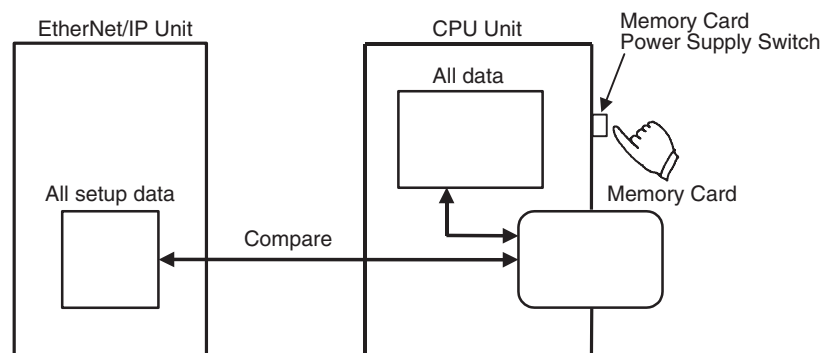 EtherNet/IP Unit
CPU Unit
Memory Card
Power Supply Switch
All data
All setup data
Memory Card
Compare